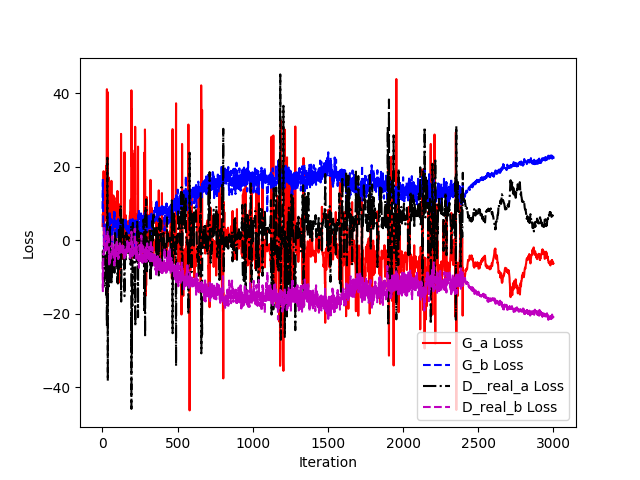 40
20
0
−20
−40
Loss
0
500
1000
1500
2000
2500
3000
Iteration
G_a Loss
G_b Loss
D__real_a Loss
D_real_b Loss